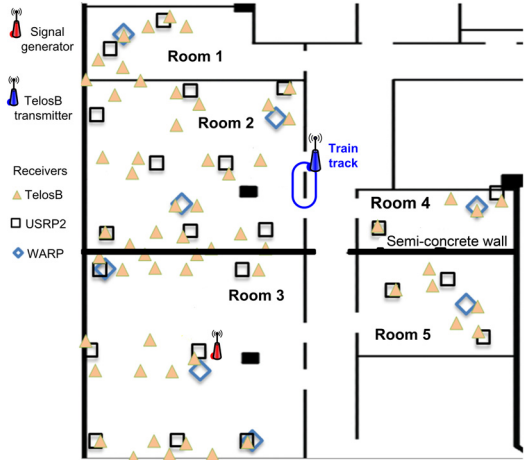 Signal
generator
Room 1
TelosB
transmitter
Room 2
Train
track
Receivers
TelosB
USRP2
WARP
Room 4
Semi-concrete wall
Room 3
Room 5